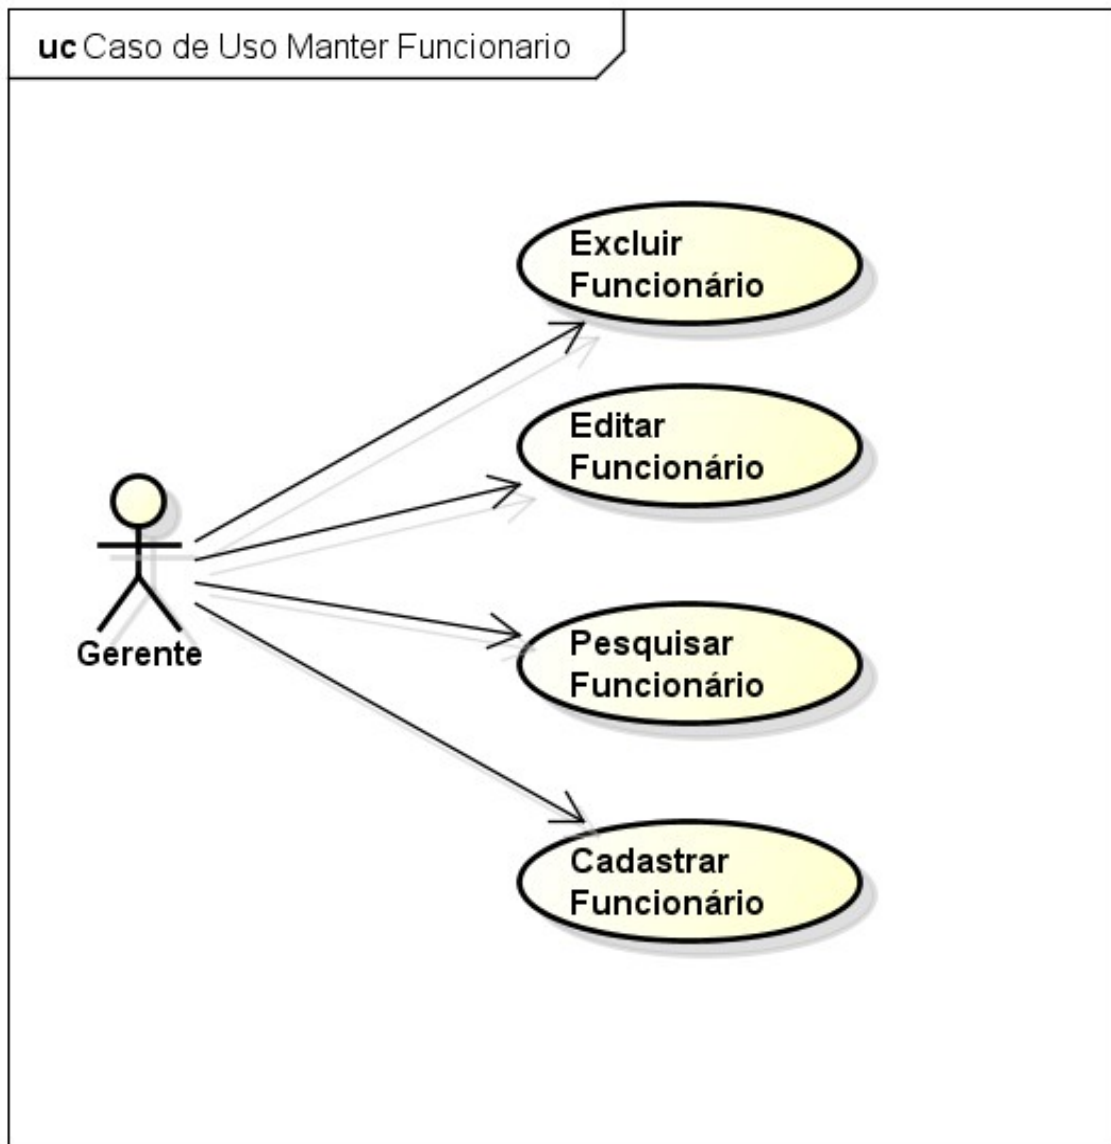 uc Caso de Uso Manter Funcionario
Excluir
Funcionário
Editar
Funcionário
Gerente
Pesquisar
Funcionário
Cadastrar
Funcionário